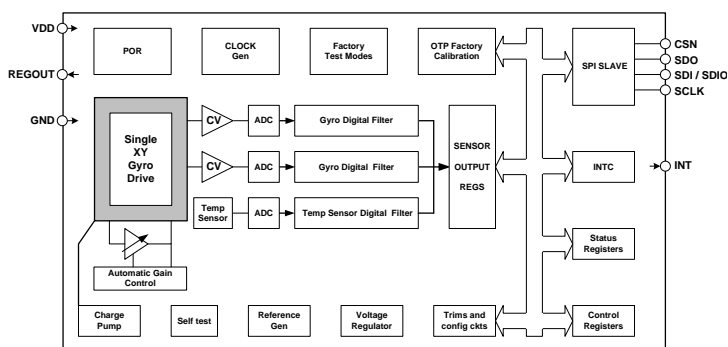 VDD
REGOUT
GND
POR
CLOCK
Gen
Factory
Test Modes
OTP Factory
Calibration
SPI SLAVE
CSN
SDO
SDI / SDIO
SCLK
Single
XY
Gyro
Drive
CV
ADC
Gyro Digital Filter
CV
ADC
Gyro Digital Filter
Temp
Sensor
ADC
Temp Sensor Digital Filter
SENSOR
OUTPUT
REGS
INTC
INT
Automatic Gain
Control
Status
Registers
Charge
Pump
Self test
Reference
Gen
Voltage
Regulator
Trims and
config ckts
Control
Registers